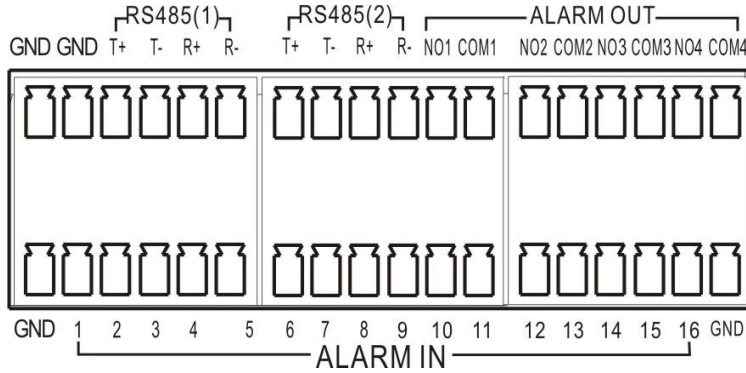 RS485(1) RS485(2) ALARM OUT
GND GND T+ T- R+ R- T+ T- R+ R- NO1 COM1 NO2 COM2 NO3 COM3 NO4 COM4
GND 1 2 3 4 5 6 7 8 9 10 11 12 13 14 15 16 GND
ALARM IN